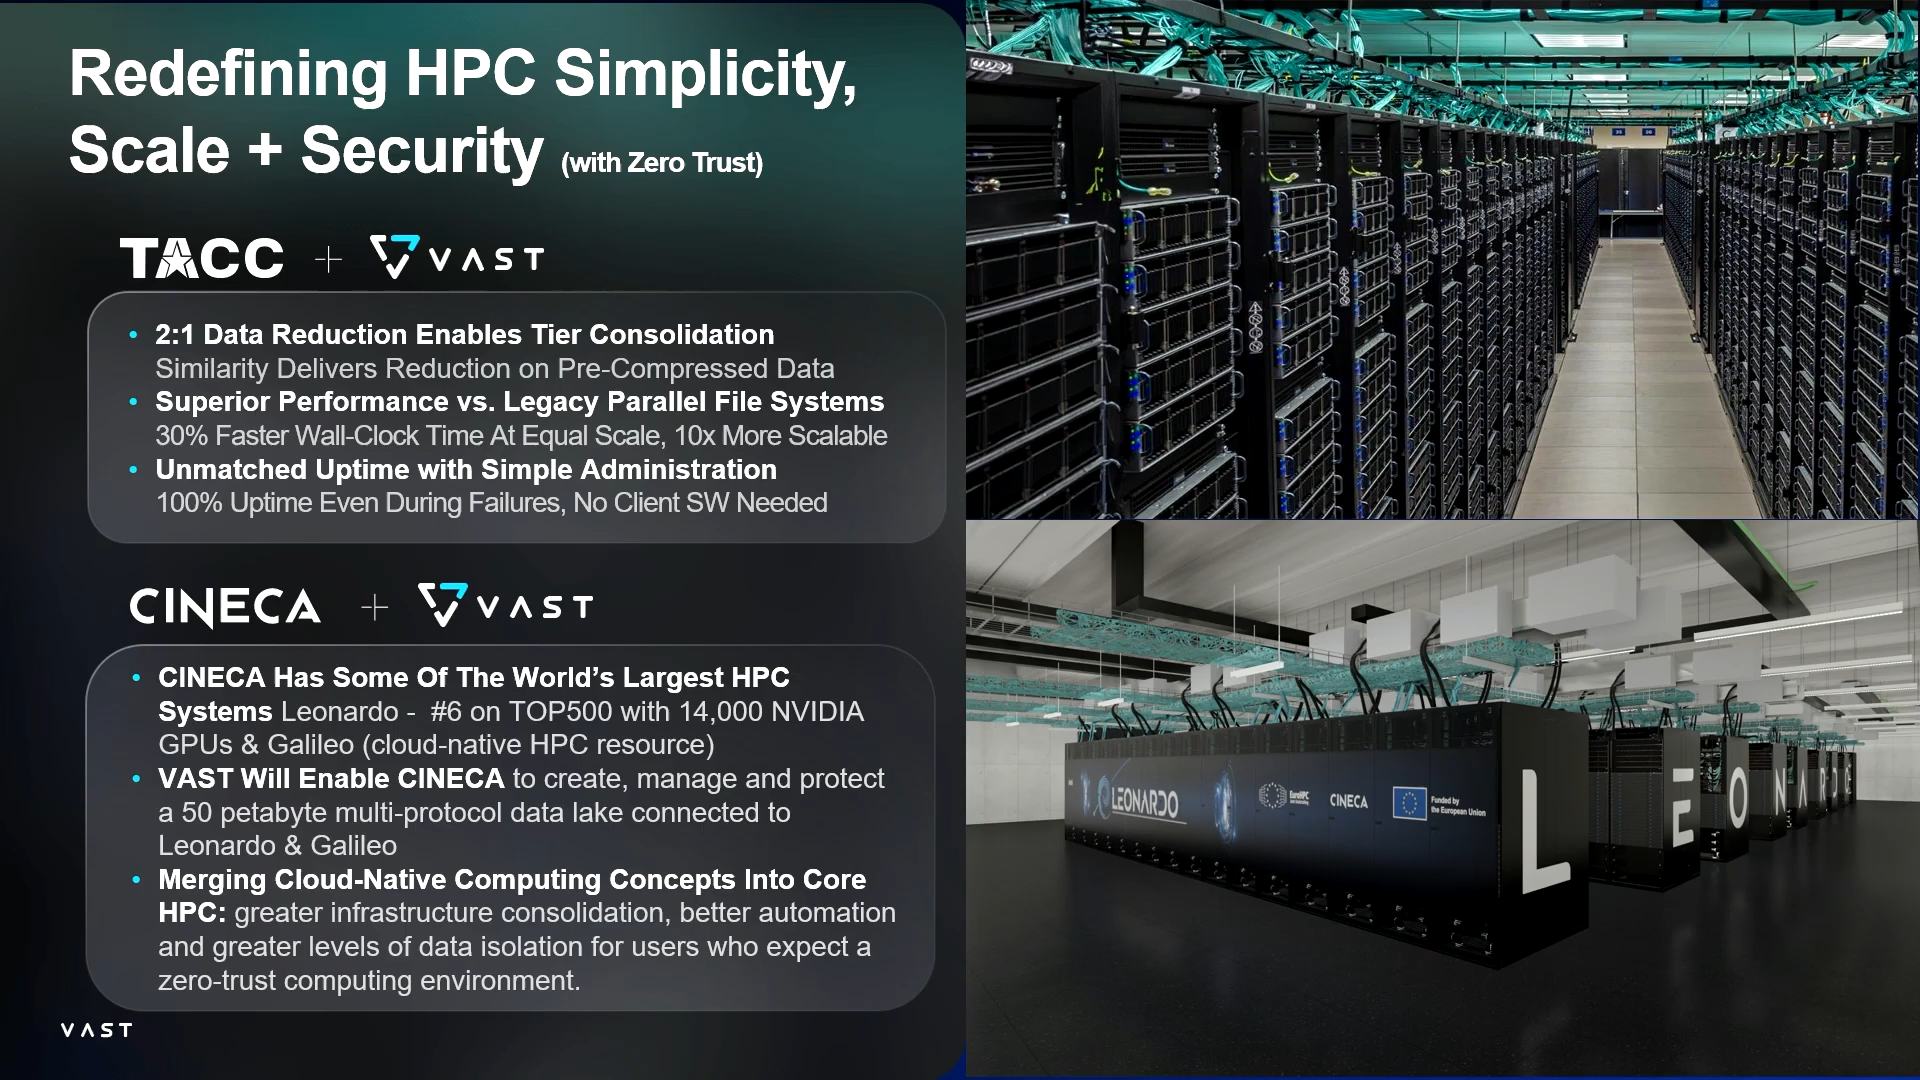 Redefining HPC Simplicity,
Scale + Security (with Zero Trust)
TACC + VAST
• 2:1 Data Reduction Enables Tier Consolidation
Similarity Delivers Reduction on Pre-Compressed Data
• Superior Performance vs. Legacy Parallel File Systems
30% Faster Wall-Clock Time At Equal Scale, 10x More Scalable
• Unmatched Uptime with Simple Administration
100% Uptime Even During Failures, No Client SW Needed
CINECA + VAST
• CINECA Has Some Of The World’s Largest HPC
Systems Leonardo - #6 on TOP500 with 14,000 NVIDIA
GPUs & Galileo (cloud-native HPC resource)
• VAST Will Enable CINECA to create, manage and protect
a 50 petabyte multi-protocol data lake connected to
Leonardo & Galileo
• Merging Cloud-Native Computing Concepts Into Core
HPC: greater infrastructure consolidation, better automation
and greater levels of data isolation for users who expect a
zero-trust computing environment.
VAST
LEONARDO
EuroHPC
CINECA
Funded by
the European Union
LEONARDO